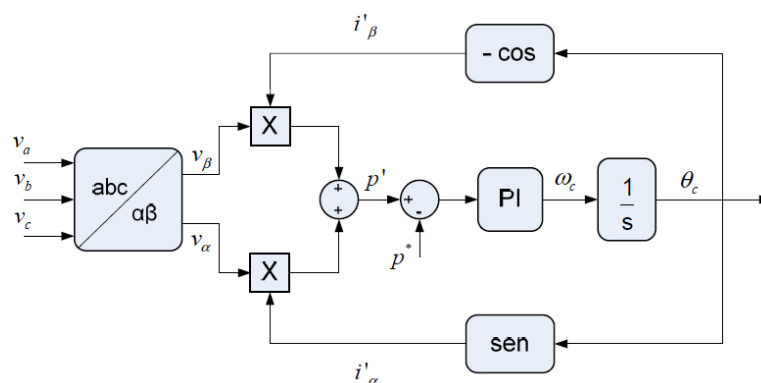 i'β
- cos
X
va
vb
vc
abc
αβ
vβ
vα
+
+
p'
+
-
p*
PI
ωc
1
s
θc
X
sen
i'α